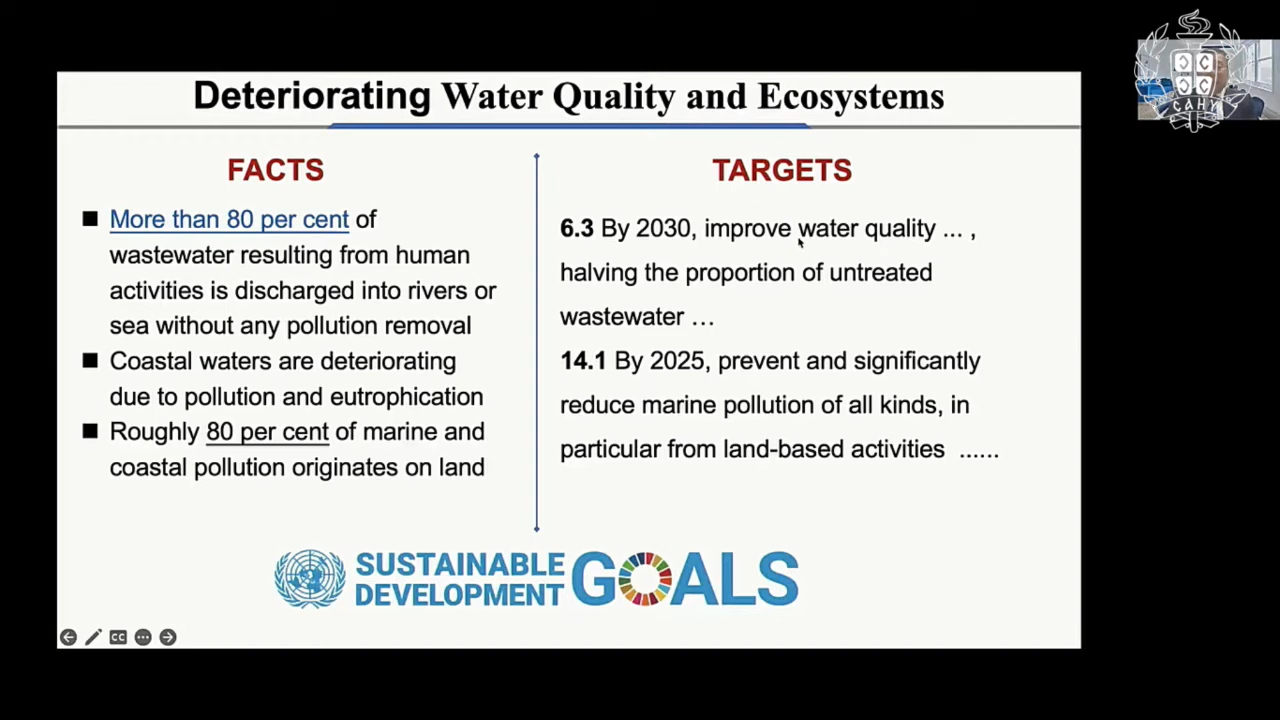 Deteriorating Water Quality and Ecosystems
FACTS
■ More than 80 per cent of
wastewater resulting from human
activities is discharged into rivers or
sea without any pollution removal
■ Coastal waters are deteriorating
due to pollution and eutrophication
■ Roughly 80 per cent of marine and
coastal pollution originates on land
TARGETS
6.3 By 2030, improve water quality ... ,
halving the proportion of untreated
wastewater ...
14.1 By 2025, prevent and significantly
reduce marine pollution of all kinds, in
particular from land-based activities ......
SUSTAINABLE
DEVELOPMENT
GOALS
CC
CAHY